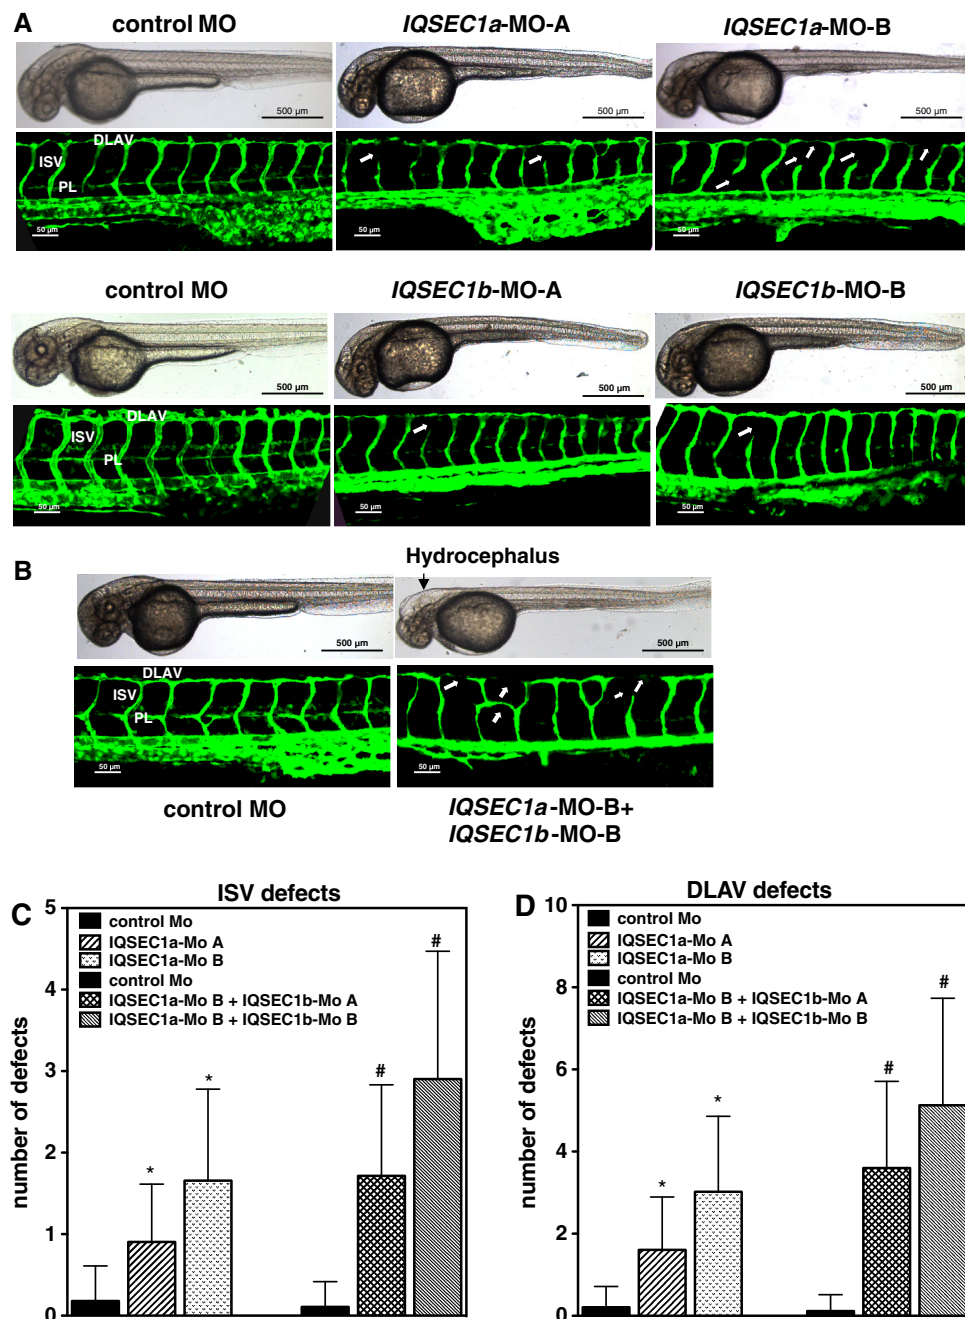 A
control MO
IQSEC1a-MO-A
IQSEC1a-MO-B
500 µm
500 µm
500 µm
DLAV
ISV
PL
50 µm
50 µm
50 µm
control MO
IQSEC1b-MO-A
IQSEC1b-MO-B
500 µm
500 µm
500 µm
DLAV
ISV
PL
50 µm
50 µm
50 µm
B
Hydrocephalus
500 µm
500 µm
DLAV
ISV
PL
50 µm
50 µm
control MO
IQSEC1a-MO-B+
IQSEC1b-MO-B
C
ISV defects
number of defects
5
4
3
2
1
0
control Mo
IQSEC1a-Mo A
IQSEC1a-Mo B
control Mo
IQSEC1a-Mo B + IQSEC1b-Mo A
IQSEC1a-Mo B + IQSEC1b-Mo B
*
*
#
#
D
DLAV defects
number of defects
10
8
6
4
2
0
control Mo
IQSEC1a-Mo A
IQSEC1a-Mo B
control Mo
IQSEC1a-Mo B + IQSEC1b-Mo A
IQSEC1a-Mo B + IQSEC1b-Mo B
*
*
#
#